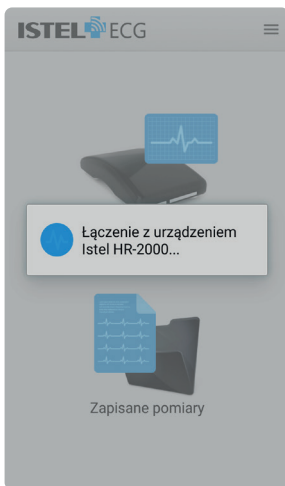 ISTEL ECG
Łączenie z urządzeniem
Istel HR-2000...
Zapisane pomiary